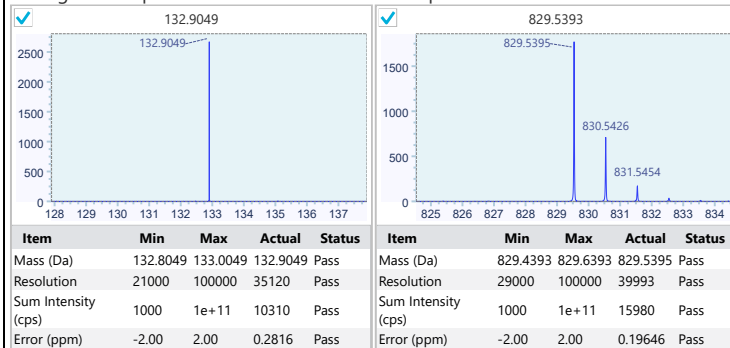 132.9049
132.9049
2500
2000
1500
1000
500
0
128 129 130 131 132 133 134 135 136 137
Item Min Max Actual Status
Mass (Da) 132.8049 133.0049 132.9049 Pass
Resolution 21000 100000 35120 Pass
Sum Intensity
(cps) 1000 1e+11 10310 Pass
Error (ppm) -2.00 2.00 0.2816 Pass
829.5393
829.5395
1500
1000
830.5426
831.5454
500
0
825 826 827 828 829 830 831 832 833 834
Item Min Max Actual Status
Mass (Da) 829.4393 829.6393 829.5395 Pass
Resolution 29000 100000 39993 Pass
Sum Intensity
(cps) 1000 1e+11 15980 Pass
Error (ppm) -2.00 2.00 0.19646 Pass